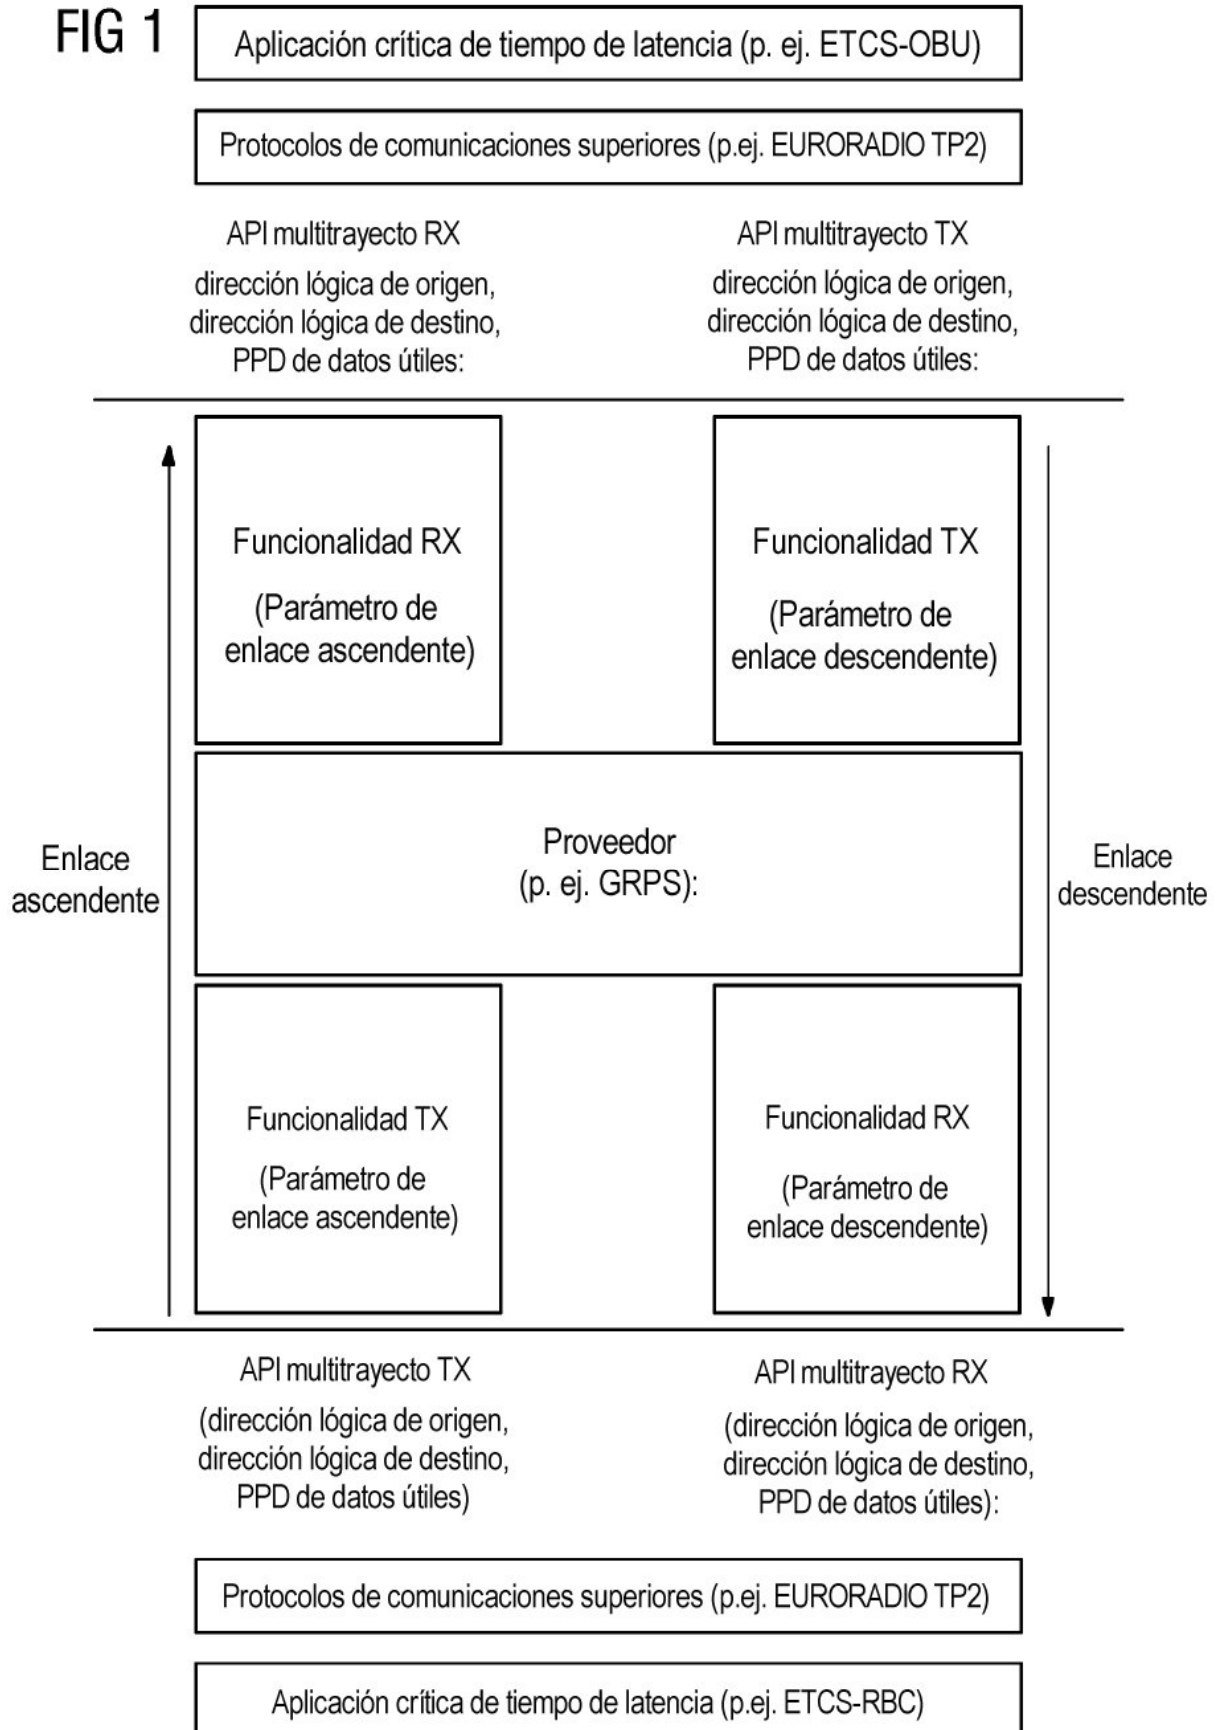 FIG 1
Aplicación crítica de tiempo de latencia (p. ej. ETCS-OBU)
Protocolos de comunicaciones superiores (p.ej. EURORADIO TP2)
API multitrayecto RX
dirección lógica de origen,
dirección lógica de destino,
PPD de datos útiles:
API multitrayecto TX
dirección lógica de origen,
dirección lógica de destino,
PPD de datos útiles:
Funcionalidad RX
(Parámetro de
enlace ascendente)
Funcionalidad TX
(Parámetro de
enlace descendente)
Enlace
ascendente
Proveedor
(p. ej. GRPS):
Enlace
descendente
Funcionalidad TX
(Parámetro de
enlace ascendente)
Funcionalidad RX
(Parámetro de
enlace descendente)
API multitrayecto TX
(dirección lógica de origen,
dirección lógica de destino,
PPD de datos útiles)
API multitrayecto RX
(dirección lógica de origen,
dirección lógica de destino,
PPD de datos útiles):
Protocolos de comunicaciones superiores (p.ej. EURORADIO TP2)
Aplicación crítica de tiempo de latencia (p.ej. ETCS-RBC)